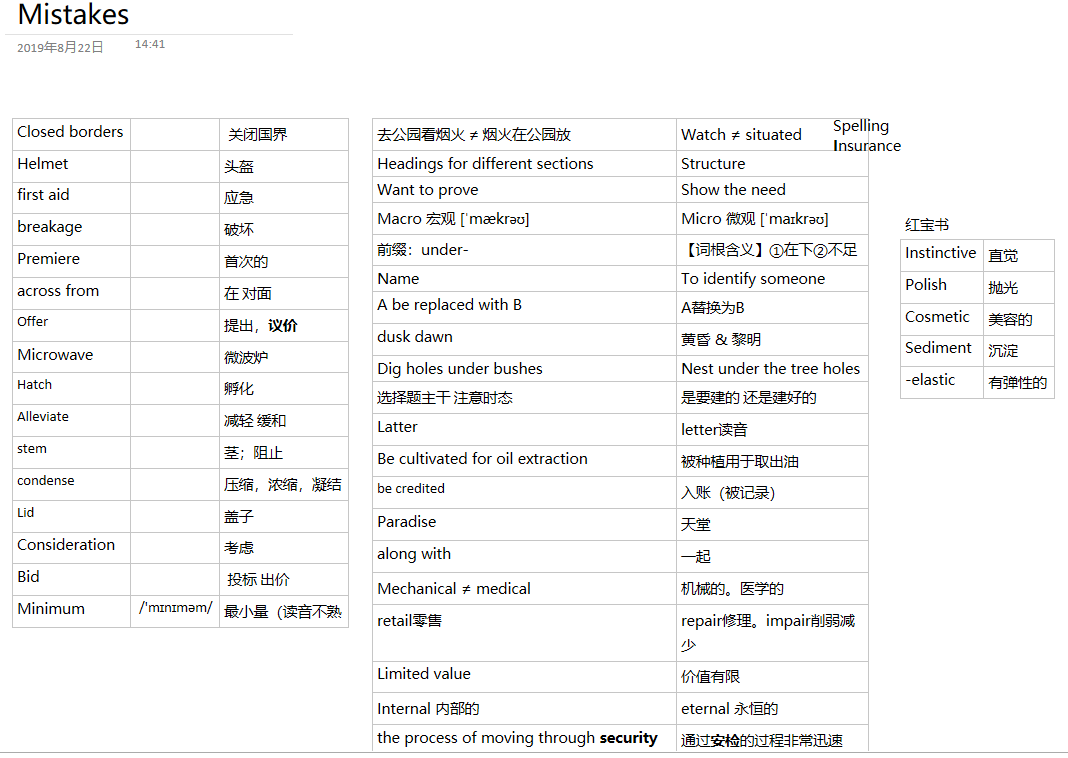 Mistakes
2019年8月22日 14:41
Closed borders 关闭国界
Helmet 头盔
first aid 应急
breakage 破坏
Premiere 首次的
across from 在 对面
Offer 提出，议价
Microwave 微波炉
Hatch 孵化
Alleviate 减轻 缓和
stem 茎；阻止
condense 压缩，浓缩，凝结
Lid 盖子
Consideration 考虑
Bid 投标 出价
Minimum /ˈmɪnɪməm/ 最小量（读音不熟
去公园看烟火 ≠ 烟火在公园放 Watch ≠ situated
Headings for different sections Structure
Want to prove Show the need
Macro 宏观 [ˈmækrəʊ] Micro 微观 [ˈmaɪkrəʊ]
前缀：under- 【词根含义】①在下②不足
Name To identify someone
A be replaced with B A替换为B
dusk dawn 黄昏 & 黎明
Dig holes under bushes Nest under the tree holes
选择题主干 注意时态 是要建的 还是建好的
Latter letter读音
Be cultivated for oil extraction 被种植用于取出油
be credited 入账（被记录）
Paradise 天堂
along with 一起
Mechanical ≠ medical 机械的。医学的
retail零售 repair修理。impair削弱减
少
Limited value 价值有限
Internal 内部的 eternal 永恒的
the process of moving through security 通过安检的过程非常迅速
Spelling
Insurance
红宝书
Instinctive 直觉
Polish 抛光
Cosmetic 美容的
Sediment 沉淀
-elastic 有弹性的